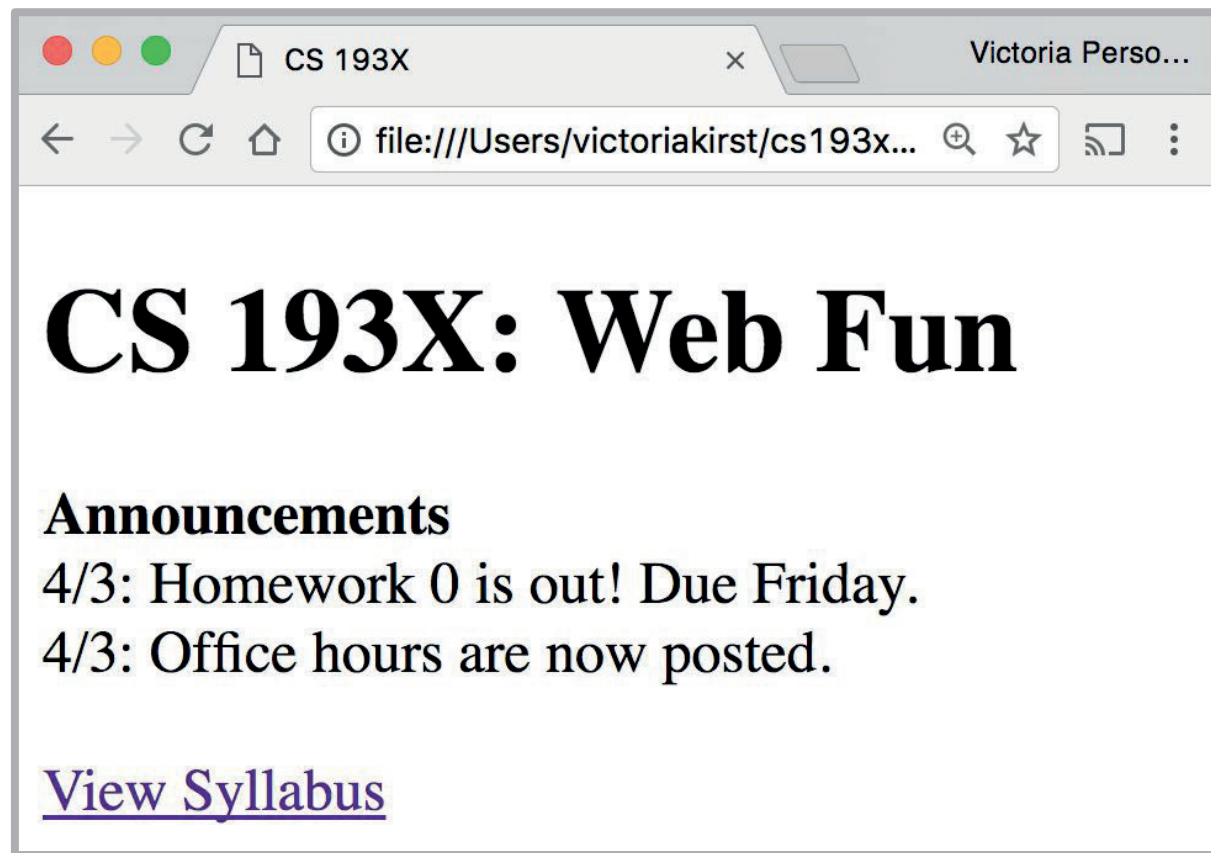 CS 193X
Victoria Perso...
file:///Users/victoriakirst/cs193x...
CS 193X: Web Fun
Announcements
4/3: Homework 0 is out! Due Friday.
4/3: Office hours are now posted.
View Syllabus